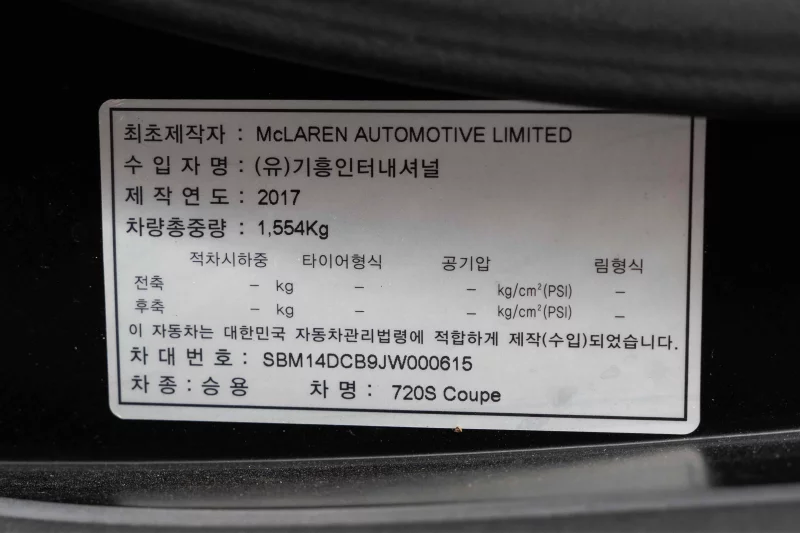 최초제작자 : McLAREN AUTOMOTIVE LIMITED
수 입 자 명 : (유)기흥인터내셔널
제 작 연 도 : 2017
차량총중량 : 1,554Kg
적차시하중 타이어형식 공기압 림형식
전축 – kg – – kg/cm²(PSI) –
후축 – kg – – kg/cm²(PSI) –
이 자동차는 대한민국 자동차관리법령에 적합하게 제작(수입)되었습니다.
차 대 번 호 : SBM14DCB9JW000615
차 종 : 승 용 차 명 : 720S Coupe